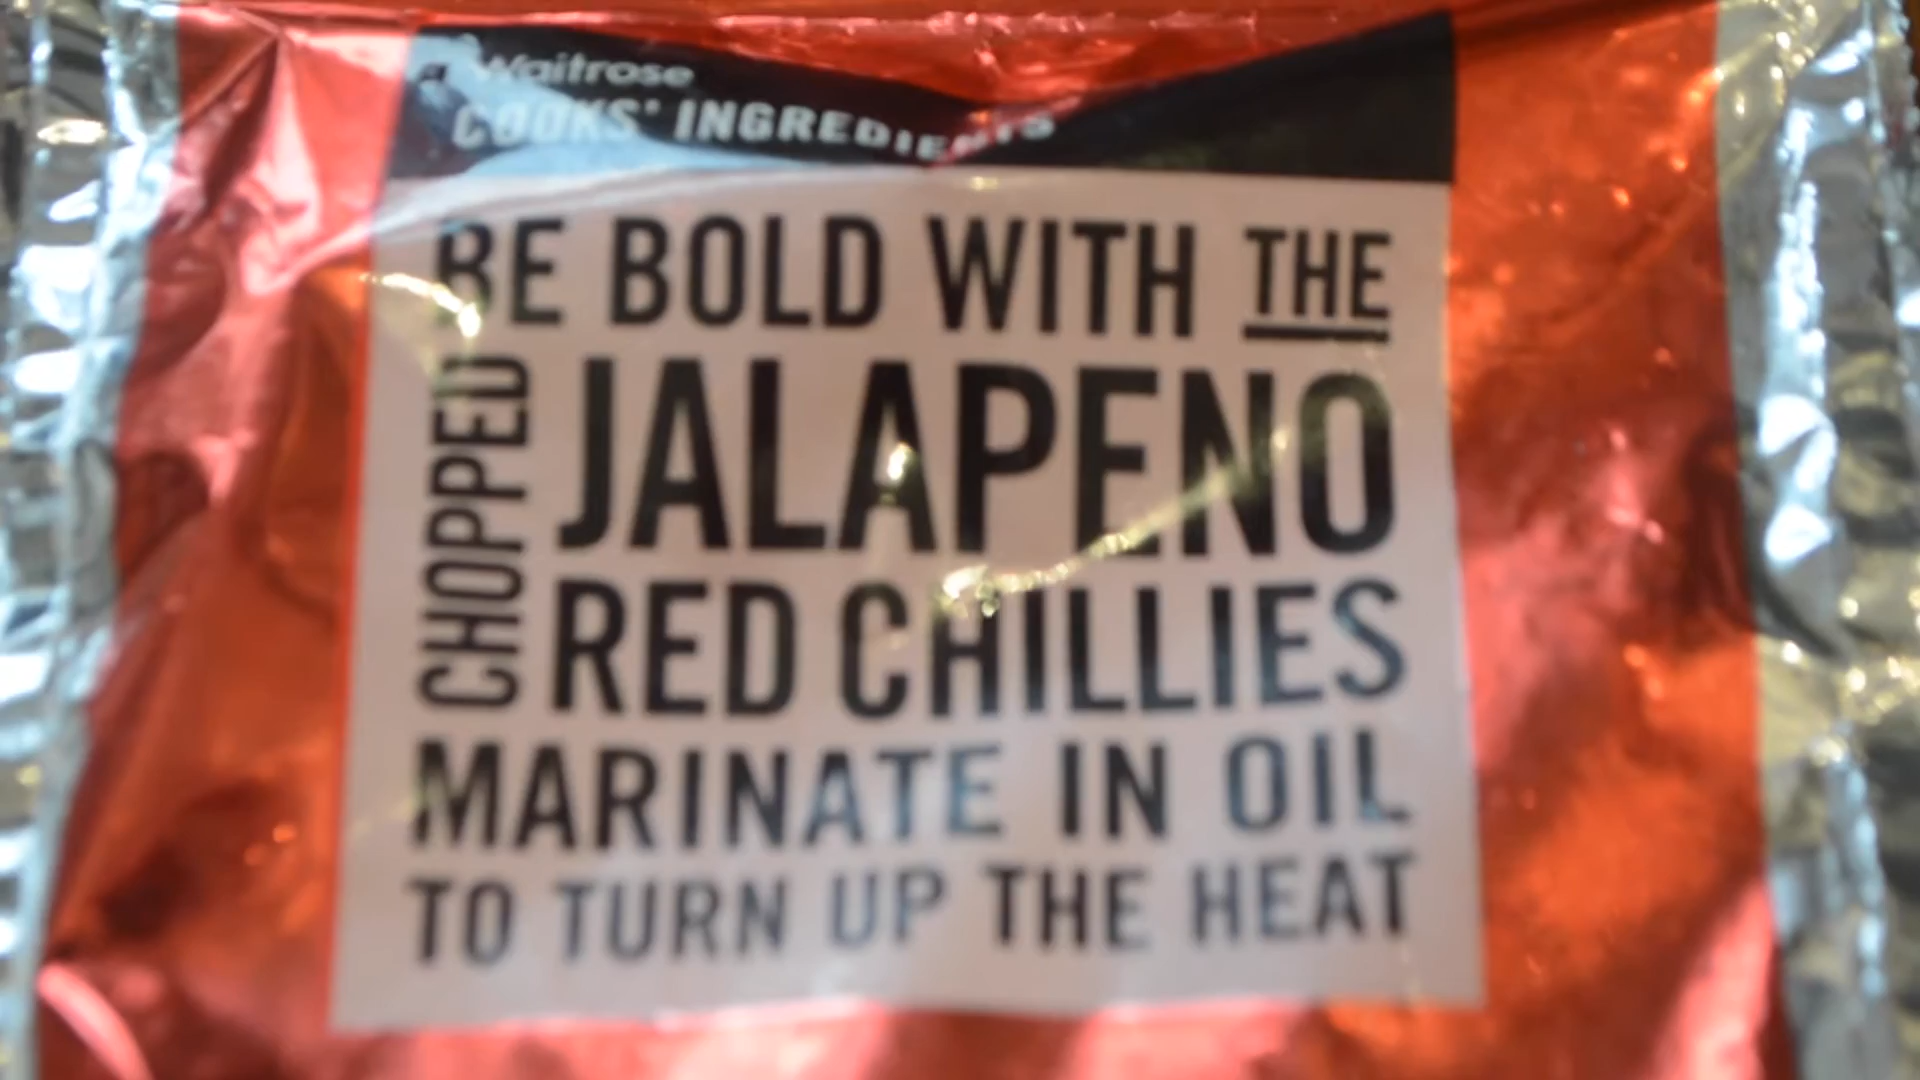 Waitrose
COOKS' INGREDIENTS
BE BOLD WITH THE
CHOPPED
JALAPENO
RED CHILLIES
MARINATE IN OIL
TO TURN UP THE HEAT